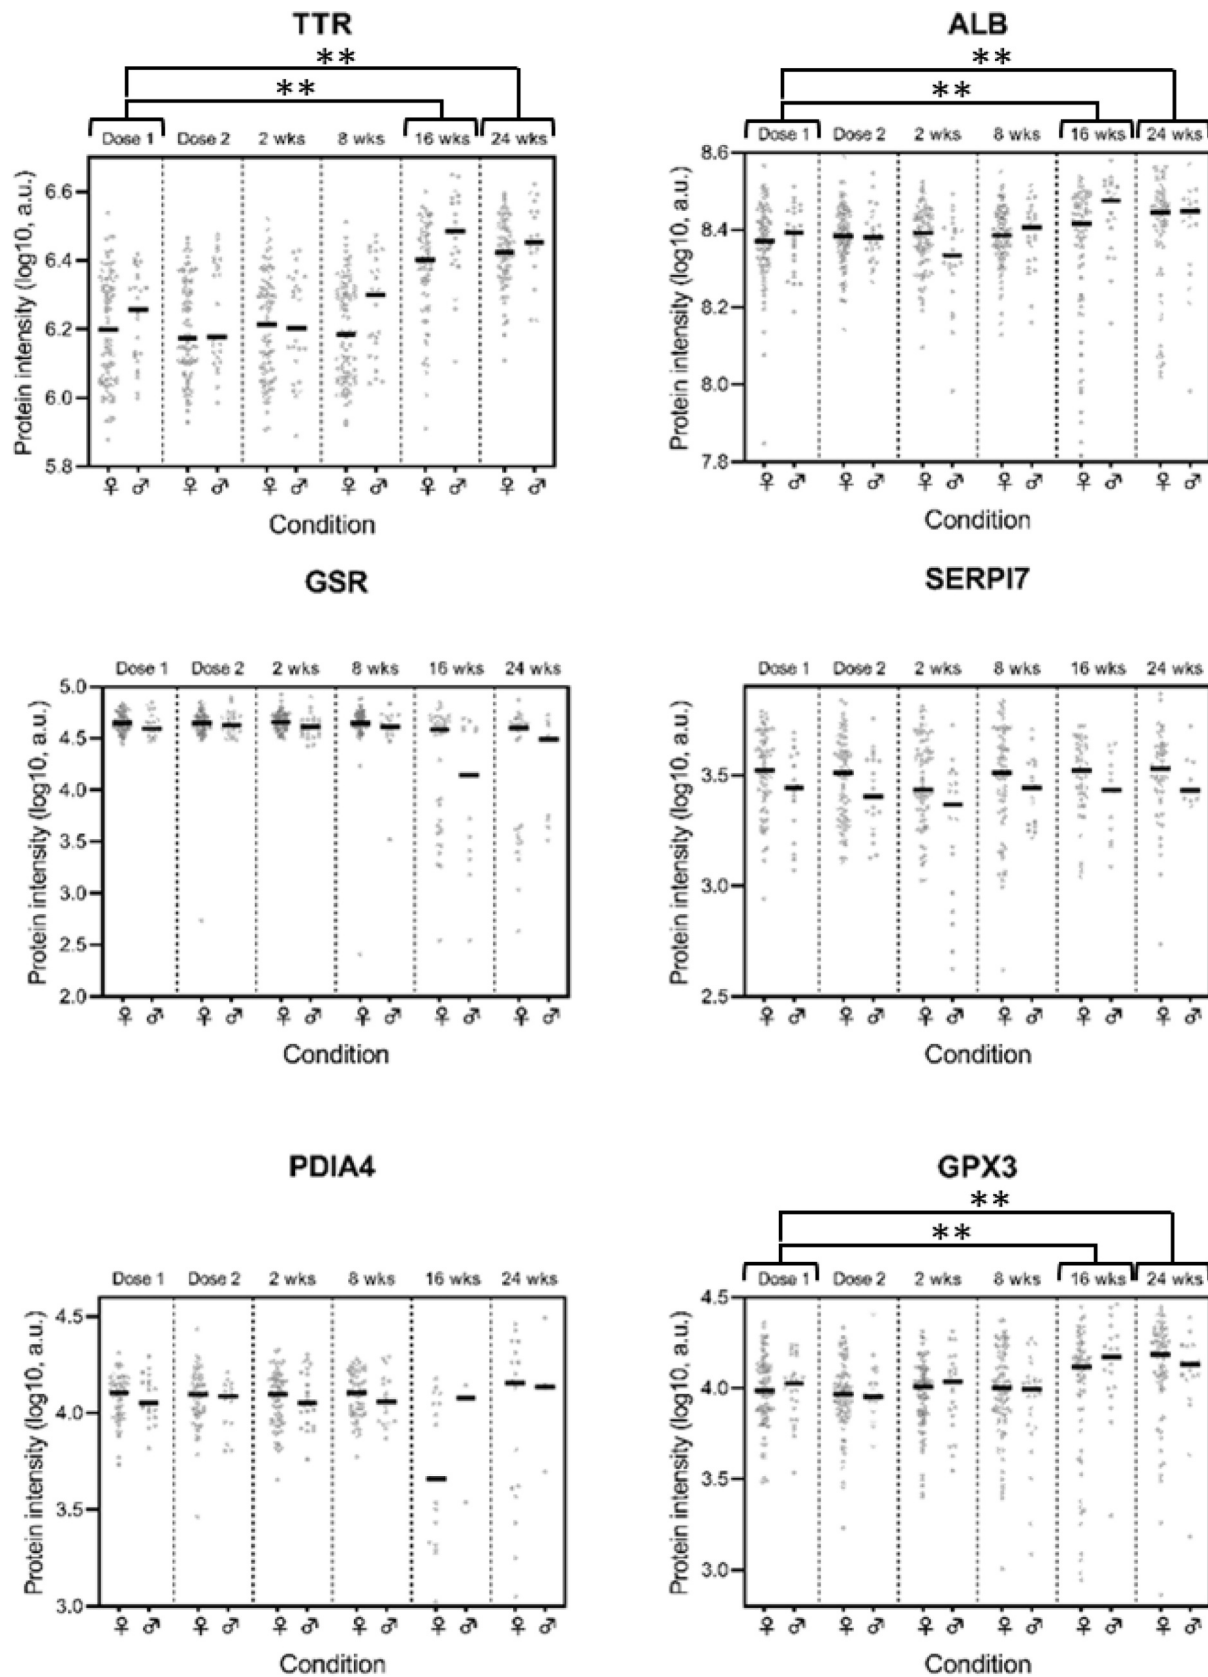 TTR
**
**
Dose 1 Dose 2 2 wks 8 wks 16 wks 24 wks
Protein intensity (log10, a.u.)
6.6
6.4
6.2
6.0
5.8
♀ ♂ ♀ ♂ ♀ ♂ ♀ ♂ ♀ ♂ ♀ ♂
Condition
ALB
**
**
Dose 1 Dose 2 2 wks 8 wks 16 wks 24 wks
Protein intensity (log10, a.u.)
8.6
8.4
8.2
8.0
7.8
♀ ♂ ♀ ♂ ♀ ♂ ♀ ♂ ♀ ♂ ♀ ♂
Condition
GSR
Dose 1 Dose 2 2 wks 8 wks 16 wks 24 wks
Protein intensity (log10, a.u.)
5.0
4.5
4.0
3.5
3.0
2.5
2.0
♀ ♂ ♀ ♂ ♀ ♂ ♀ ♂ ♀ ♂ ♀ ♂
Condition
SERPI7
Dose 1 Dose 2 2 wks 8 wks 16 wks 24 wks
Protein intensity (log10, a.u.)
3.5
3.0
2.5
♀ ♂ ♀ ♂ ♀ ♂ ♀ ♂ ♀ ♂ ♀ ♂
Condition
PDIA4
Dose 1 Dose 2 2 wks 8 wks 16 wks 24 wks
Protein intensity (log10, a.u.)
4.5
4.0
3.5
3.0
♀ ♂ ♀ ♂ ♀ ♂ ♀ ♂ ♀ ♂ ♀ ♂
Condition
GPX3
**
**
Dose 1 Dose 2 2 wks 8 wks 16 wks 24 wks
Protein intensity (log10, a.u.)
4.5
4.0
3.5
3.0
♀ ♂ ♀ ♂ ♀ ♂ ♀ ♂ ♀ ♂ ♀ ♂
Condition